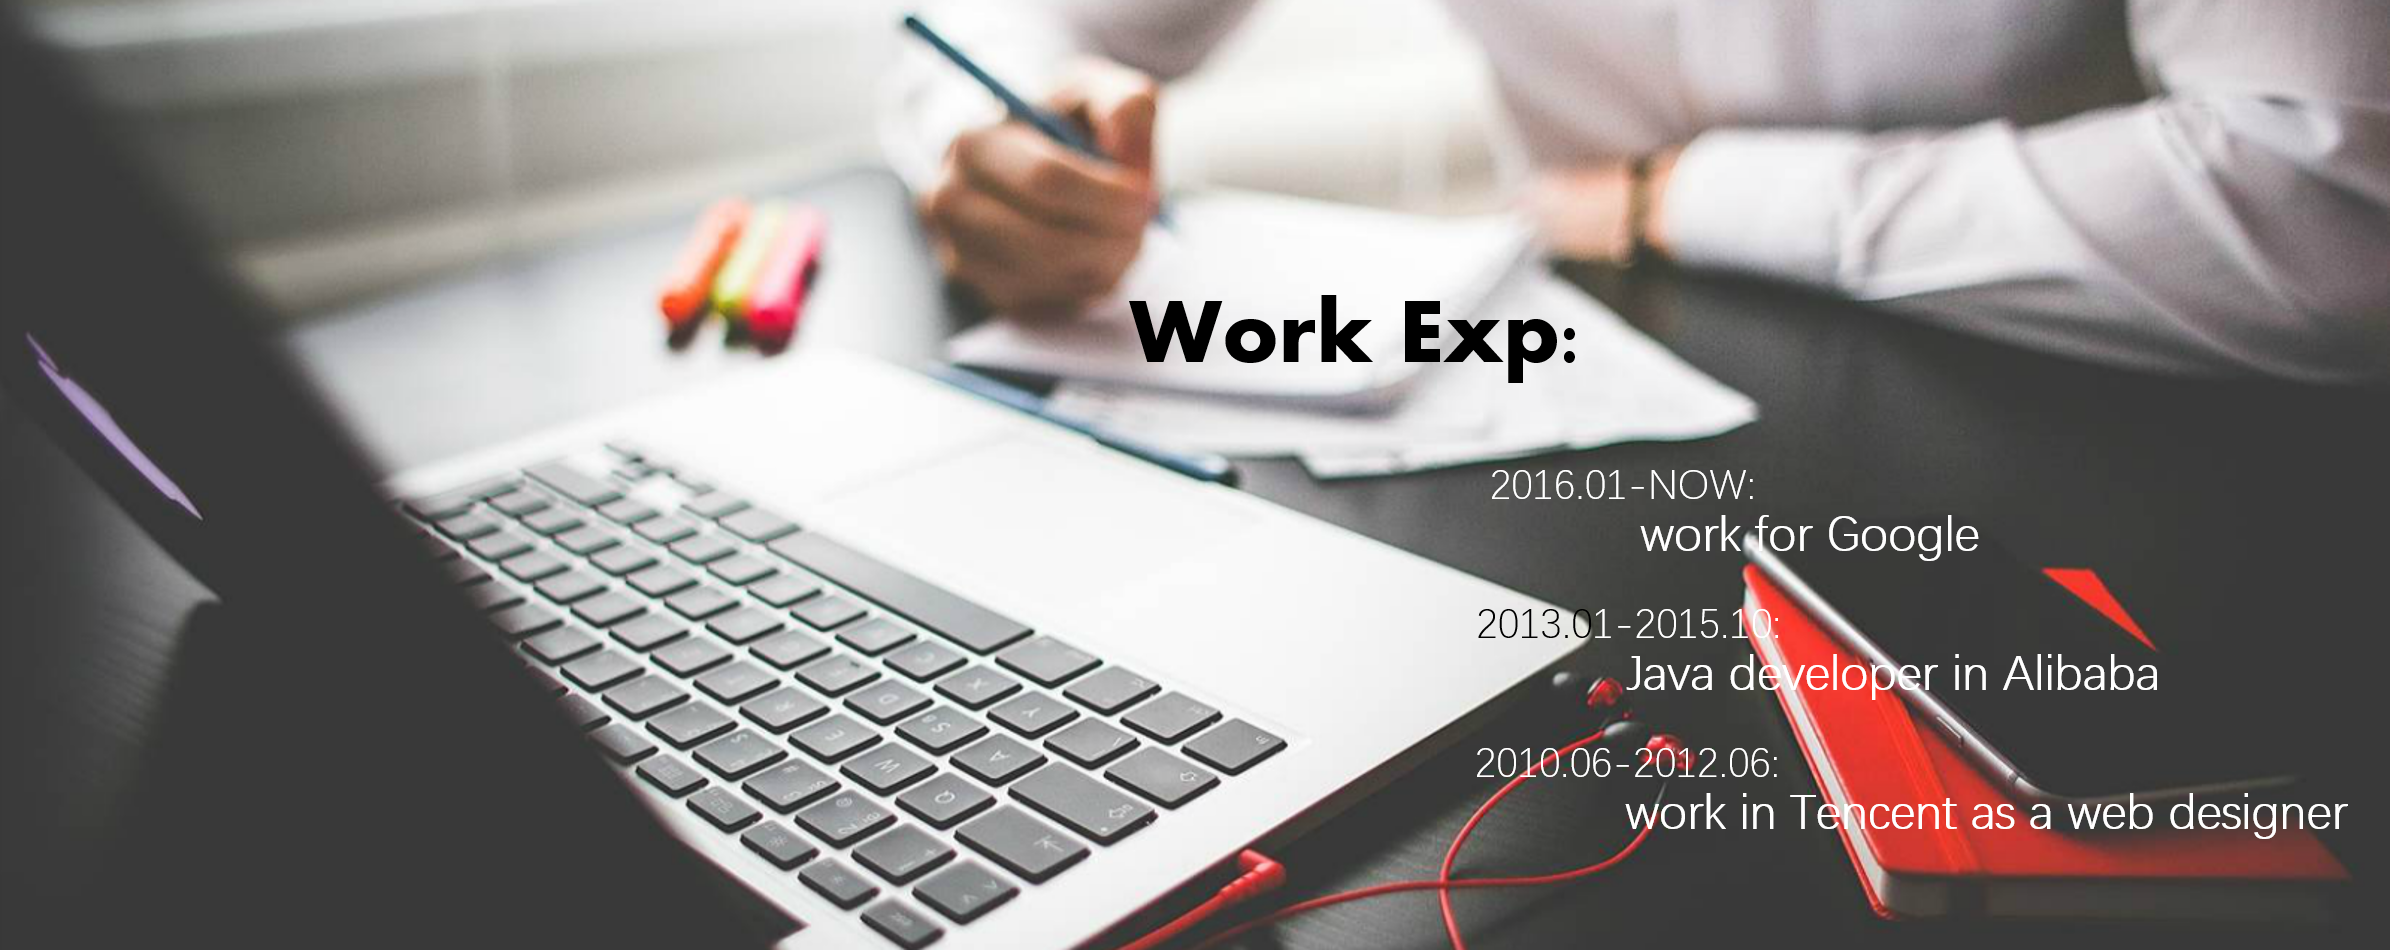 Work Exp:
2016.01-NOW:
work for Google
2013.01-2015.10:
Java developer in Alibaba
2010.06-2012.06:
work in Tencent as a web designer